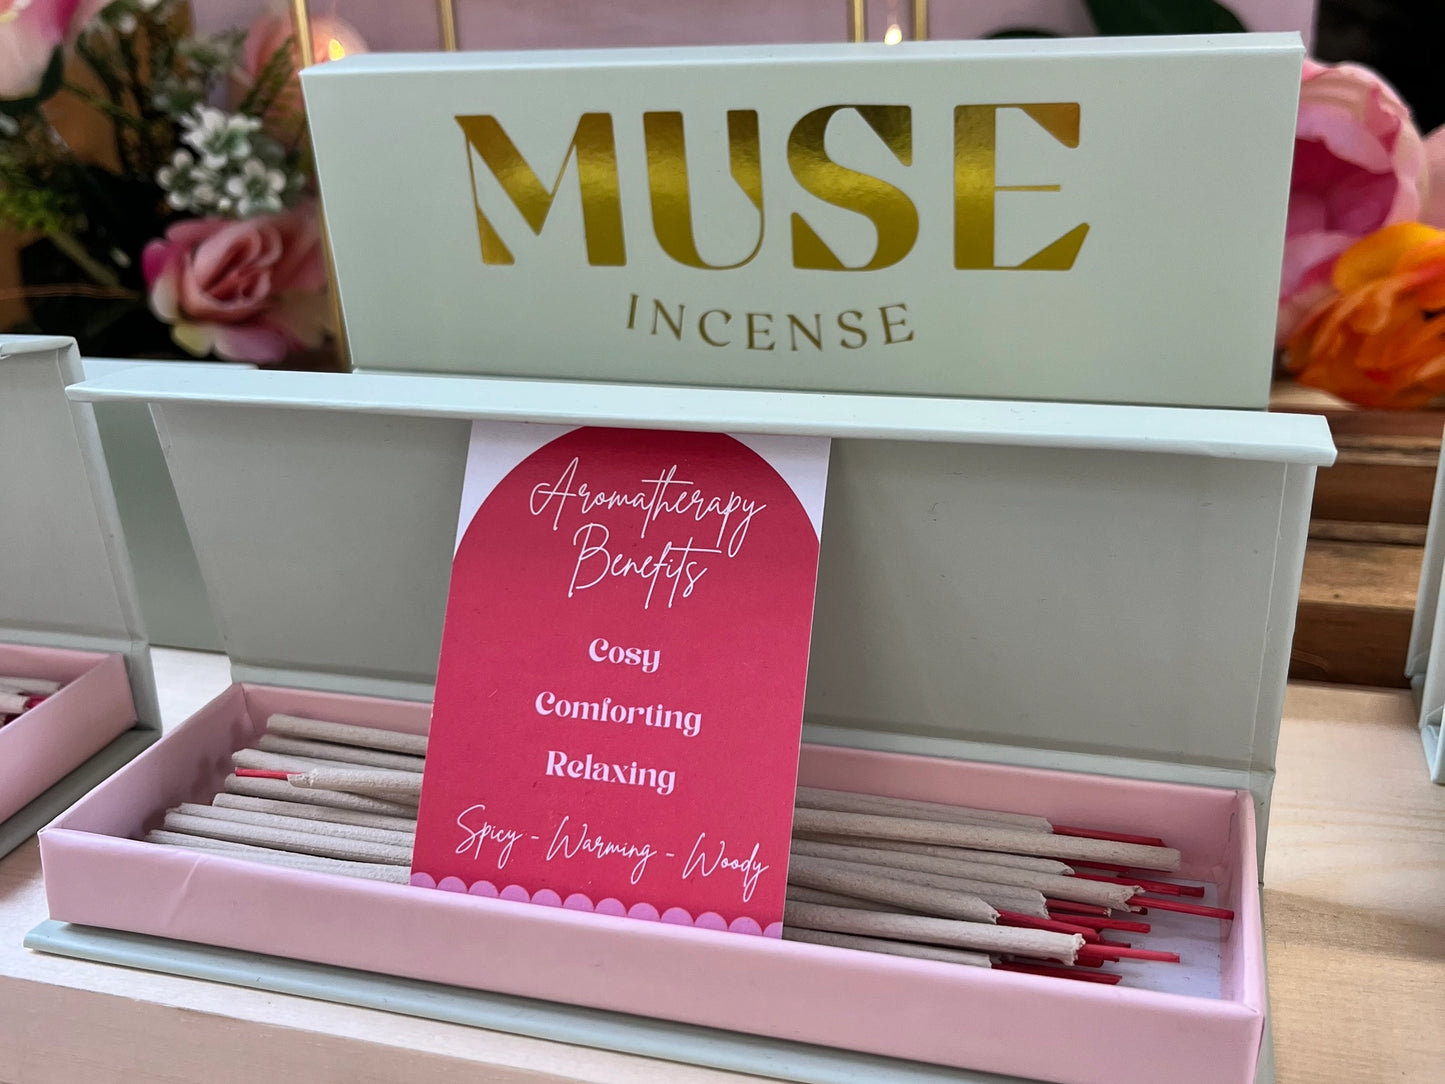 MUSE
INCENSE
Aromatherapy
Benefits
Cosy
Comforting
Relaxing
Spicy - Warming - Woody